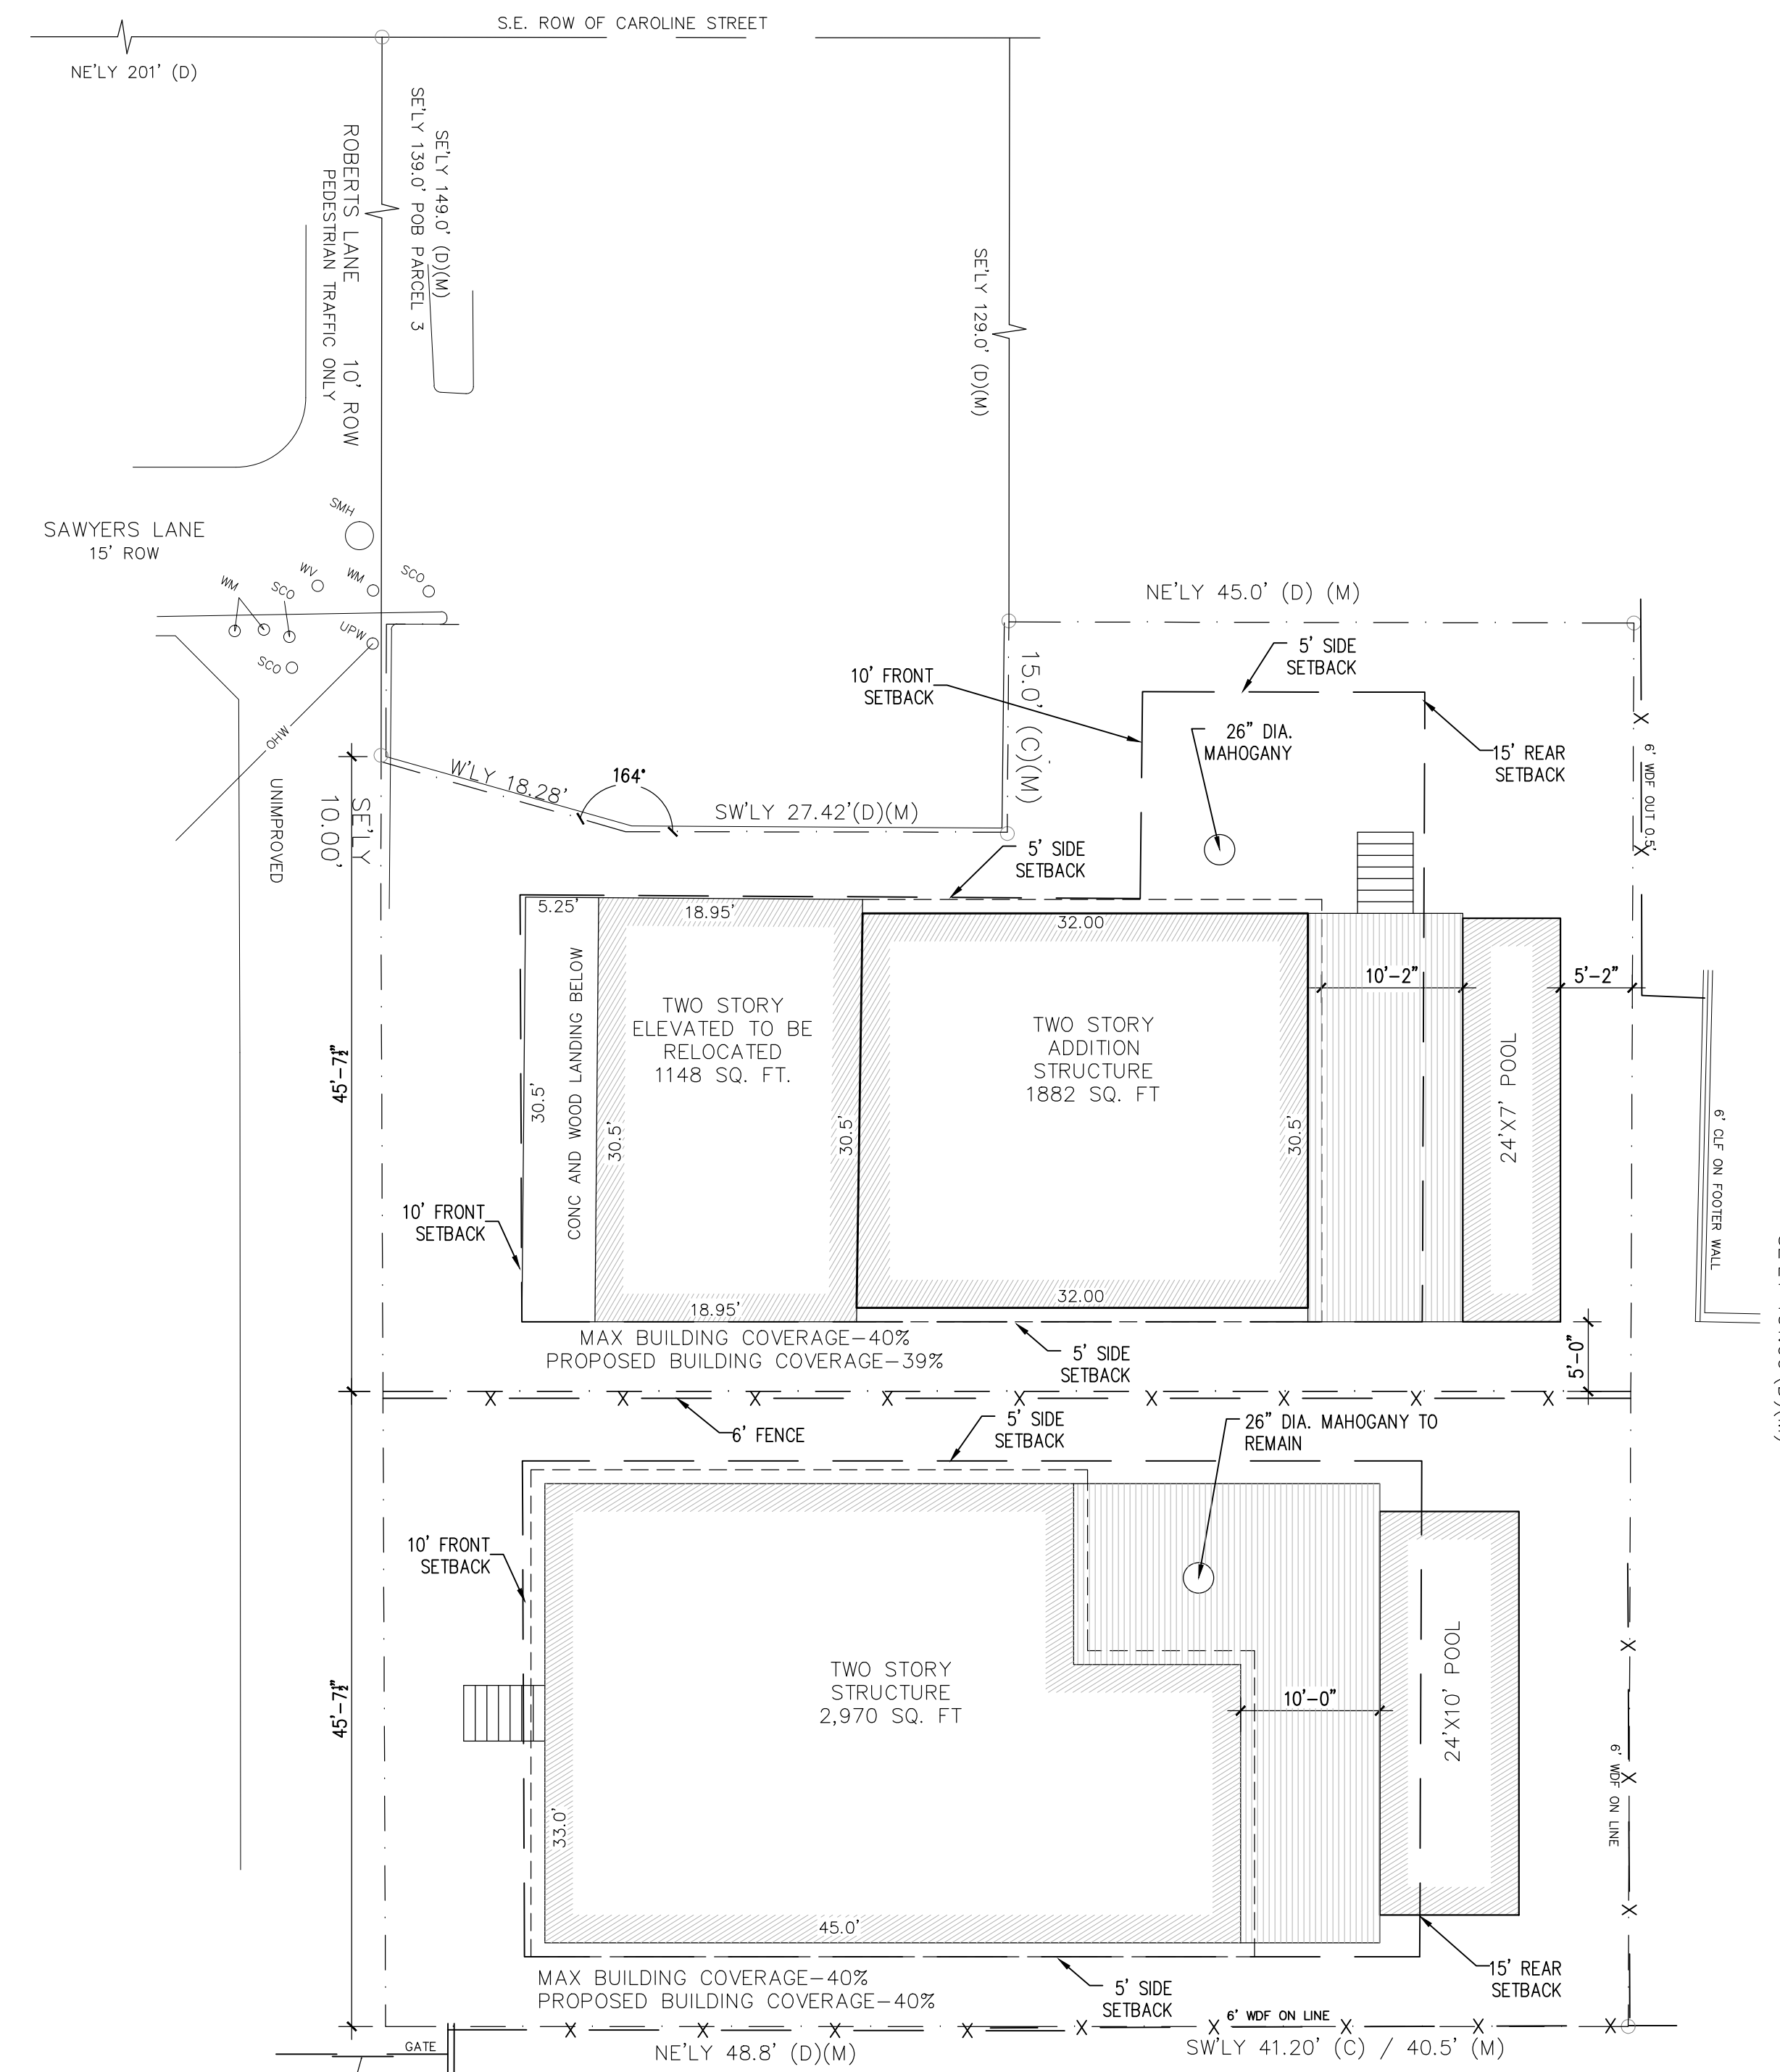 S.E. ROW OF CAROLINE STREET
NE'LY 201' (D)
ROBERTS LANE 10' ROW
PEDESTRIAN TRAFFIC ONLY
SE'LY 149.0' (D)(M)
SE'LY 139.0' POB PARCEL 3
SE'LY 129.0' (D)(M)
SAWYERS LANE
15' ROW
SMH
WM
SCO
WV
WM
SCO
UPW
SCO
OHW
UNIMPROVED
SE'LY
10.00'
NE'LY 45.0' (D) (M)
15.0' (C)(M)
5' SIDE
SETBACK
10' FRONT
SETBACK
26" DIA.
MAHOGANY
15' REAR
SETBACK
6' WDF OUT 0.5'
X
X
W'LY 18.28'
164°
SW'LY 27.42'(D)(M)
5' SIDE
SETBACK
5.25'
18.95'
32.00
CONC AND WOOD LANDING BELOW
30.5'
30.5'
30.5'
30.5'
TWO STORY
ELEVATED TO BE
RELOCATED
1148 SQ. FT.
TWO STORY
ADDITION
STRUCTURE
1882 SQ. FT
10'-2"
5'-2"
24'X7' POOL
6' CLF ON FOOTER WALL
45'-7½"
10' FRONT
SETBACK
18.95'
32.00
MAX BUILDING COVERAGE-40%
PROPOSED BUILDING COVERAGE-39%
5' SIDE
SETBACK
5'-0"
X X X X X X X X X
6' FENCE
5' SIDE
SETBACK
26" DIA. MAHOGANY TO
REMAIN
10' FRONT
SETBACK
45'-7½"
TWO STORY
STRUCTURE
2,970 SQ. FT
10'-0"
24'X10' POOL
33.0'
45.0'
X
X
X
6' WDF ON LINE
MAX BUILDING COVERAGE-40%
PROPOSED BUILDING COVERAGE-40%
5' SIDE
SETBACK
15' REAR
SETBACK
6' WDF ON LINE
X X X X X X X X X
GATE
NE'LY 48.8' (D)(M)
SW'LY 41.20' (C) / 40.5' (M)